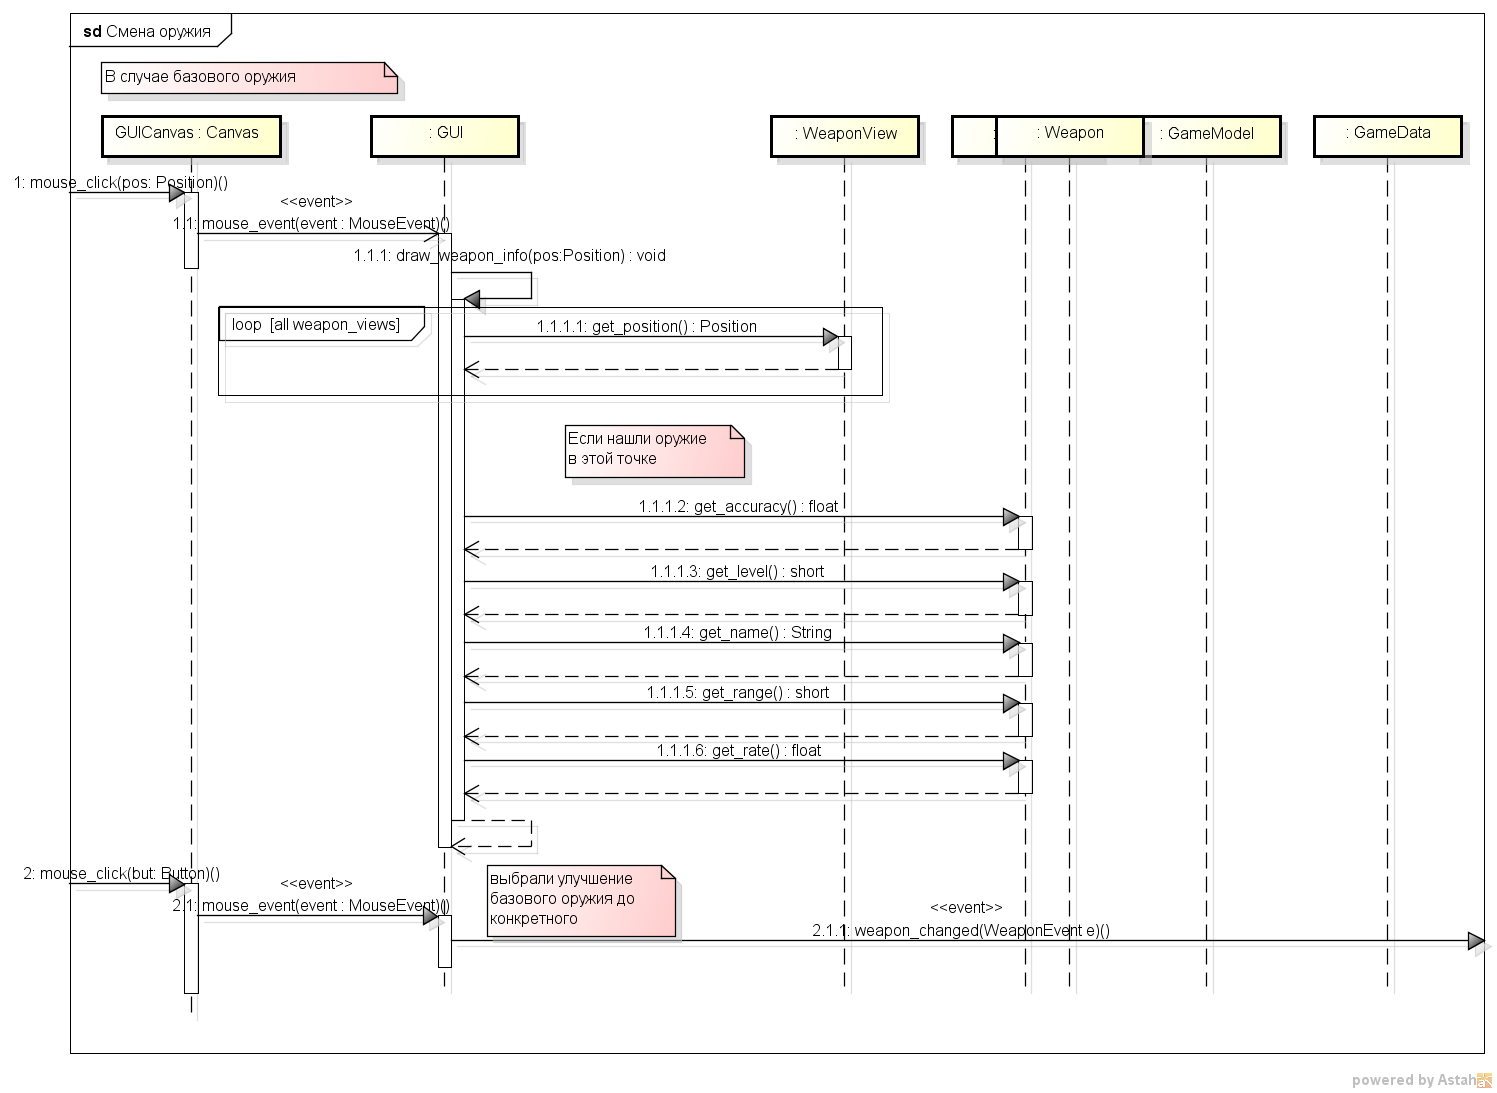 sd Смена оружия
В случае базового оружия
GUICanvas : Canvas
: GUI
: WeaponView
:
: Weapon
: GameModel
: GameData
1: mouse_click(pos: Position)()
<<event>>
1.1: mouse_event(event : MouseEvent)()
1.1.1: draw_weapon_info(pos:Position) : void
loop [all weapon_views]
1.1.1.1: get_position() : Position
Если нашли оружие
в этой точке
1.1.1.2: get_accuracy() : float
1.1.1.3: get_level() : short
1.1.1.4: get_name() : String
1.1.1.5: get_range() : short
1.1.1.6: get_rate() : float
2: mouse_click(but: Button)()
<<event>>
2.1: mouse_event(event : MouseEvent)()
выбрали улучшение
базового оружия до
конкретного
<<event>>
2.1.1: weapon_changed(WeaponEvent e)()
powered by Astah